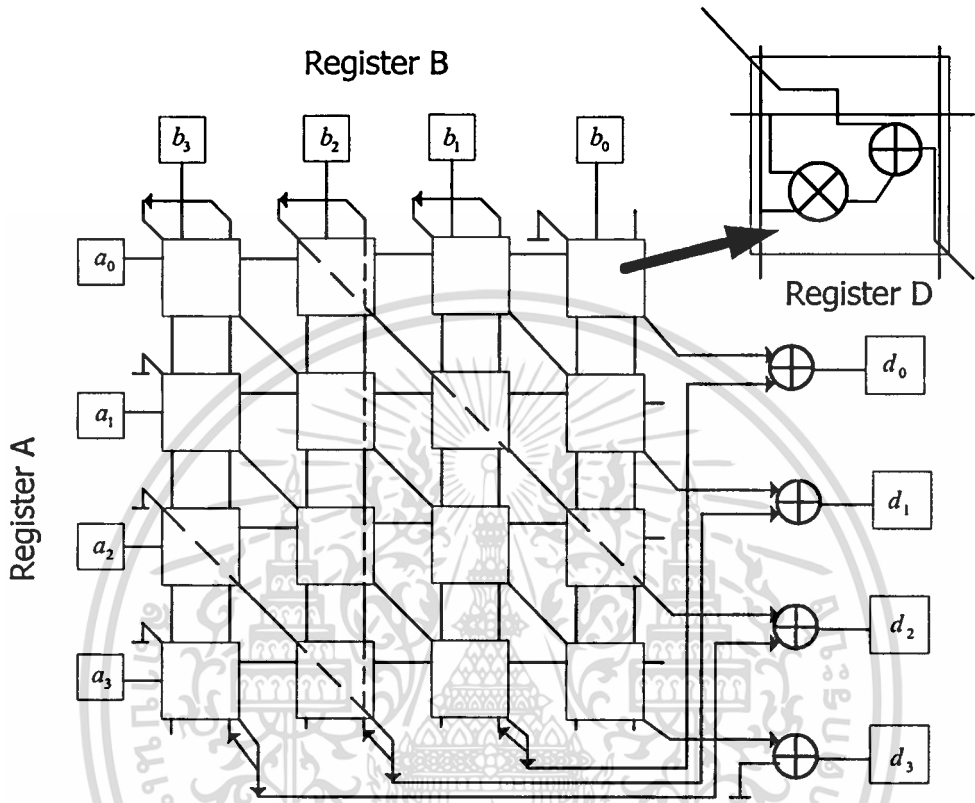 Register B
b₃ b₂ b₁ b₀
a₀
Register D
d₀
a₁
Register A
d₁
a₂
d₂
a₃
d₃